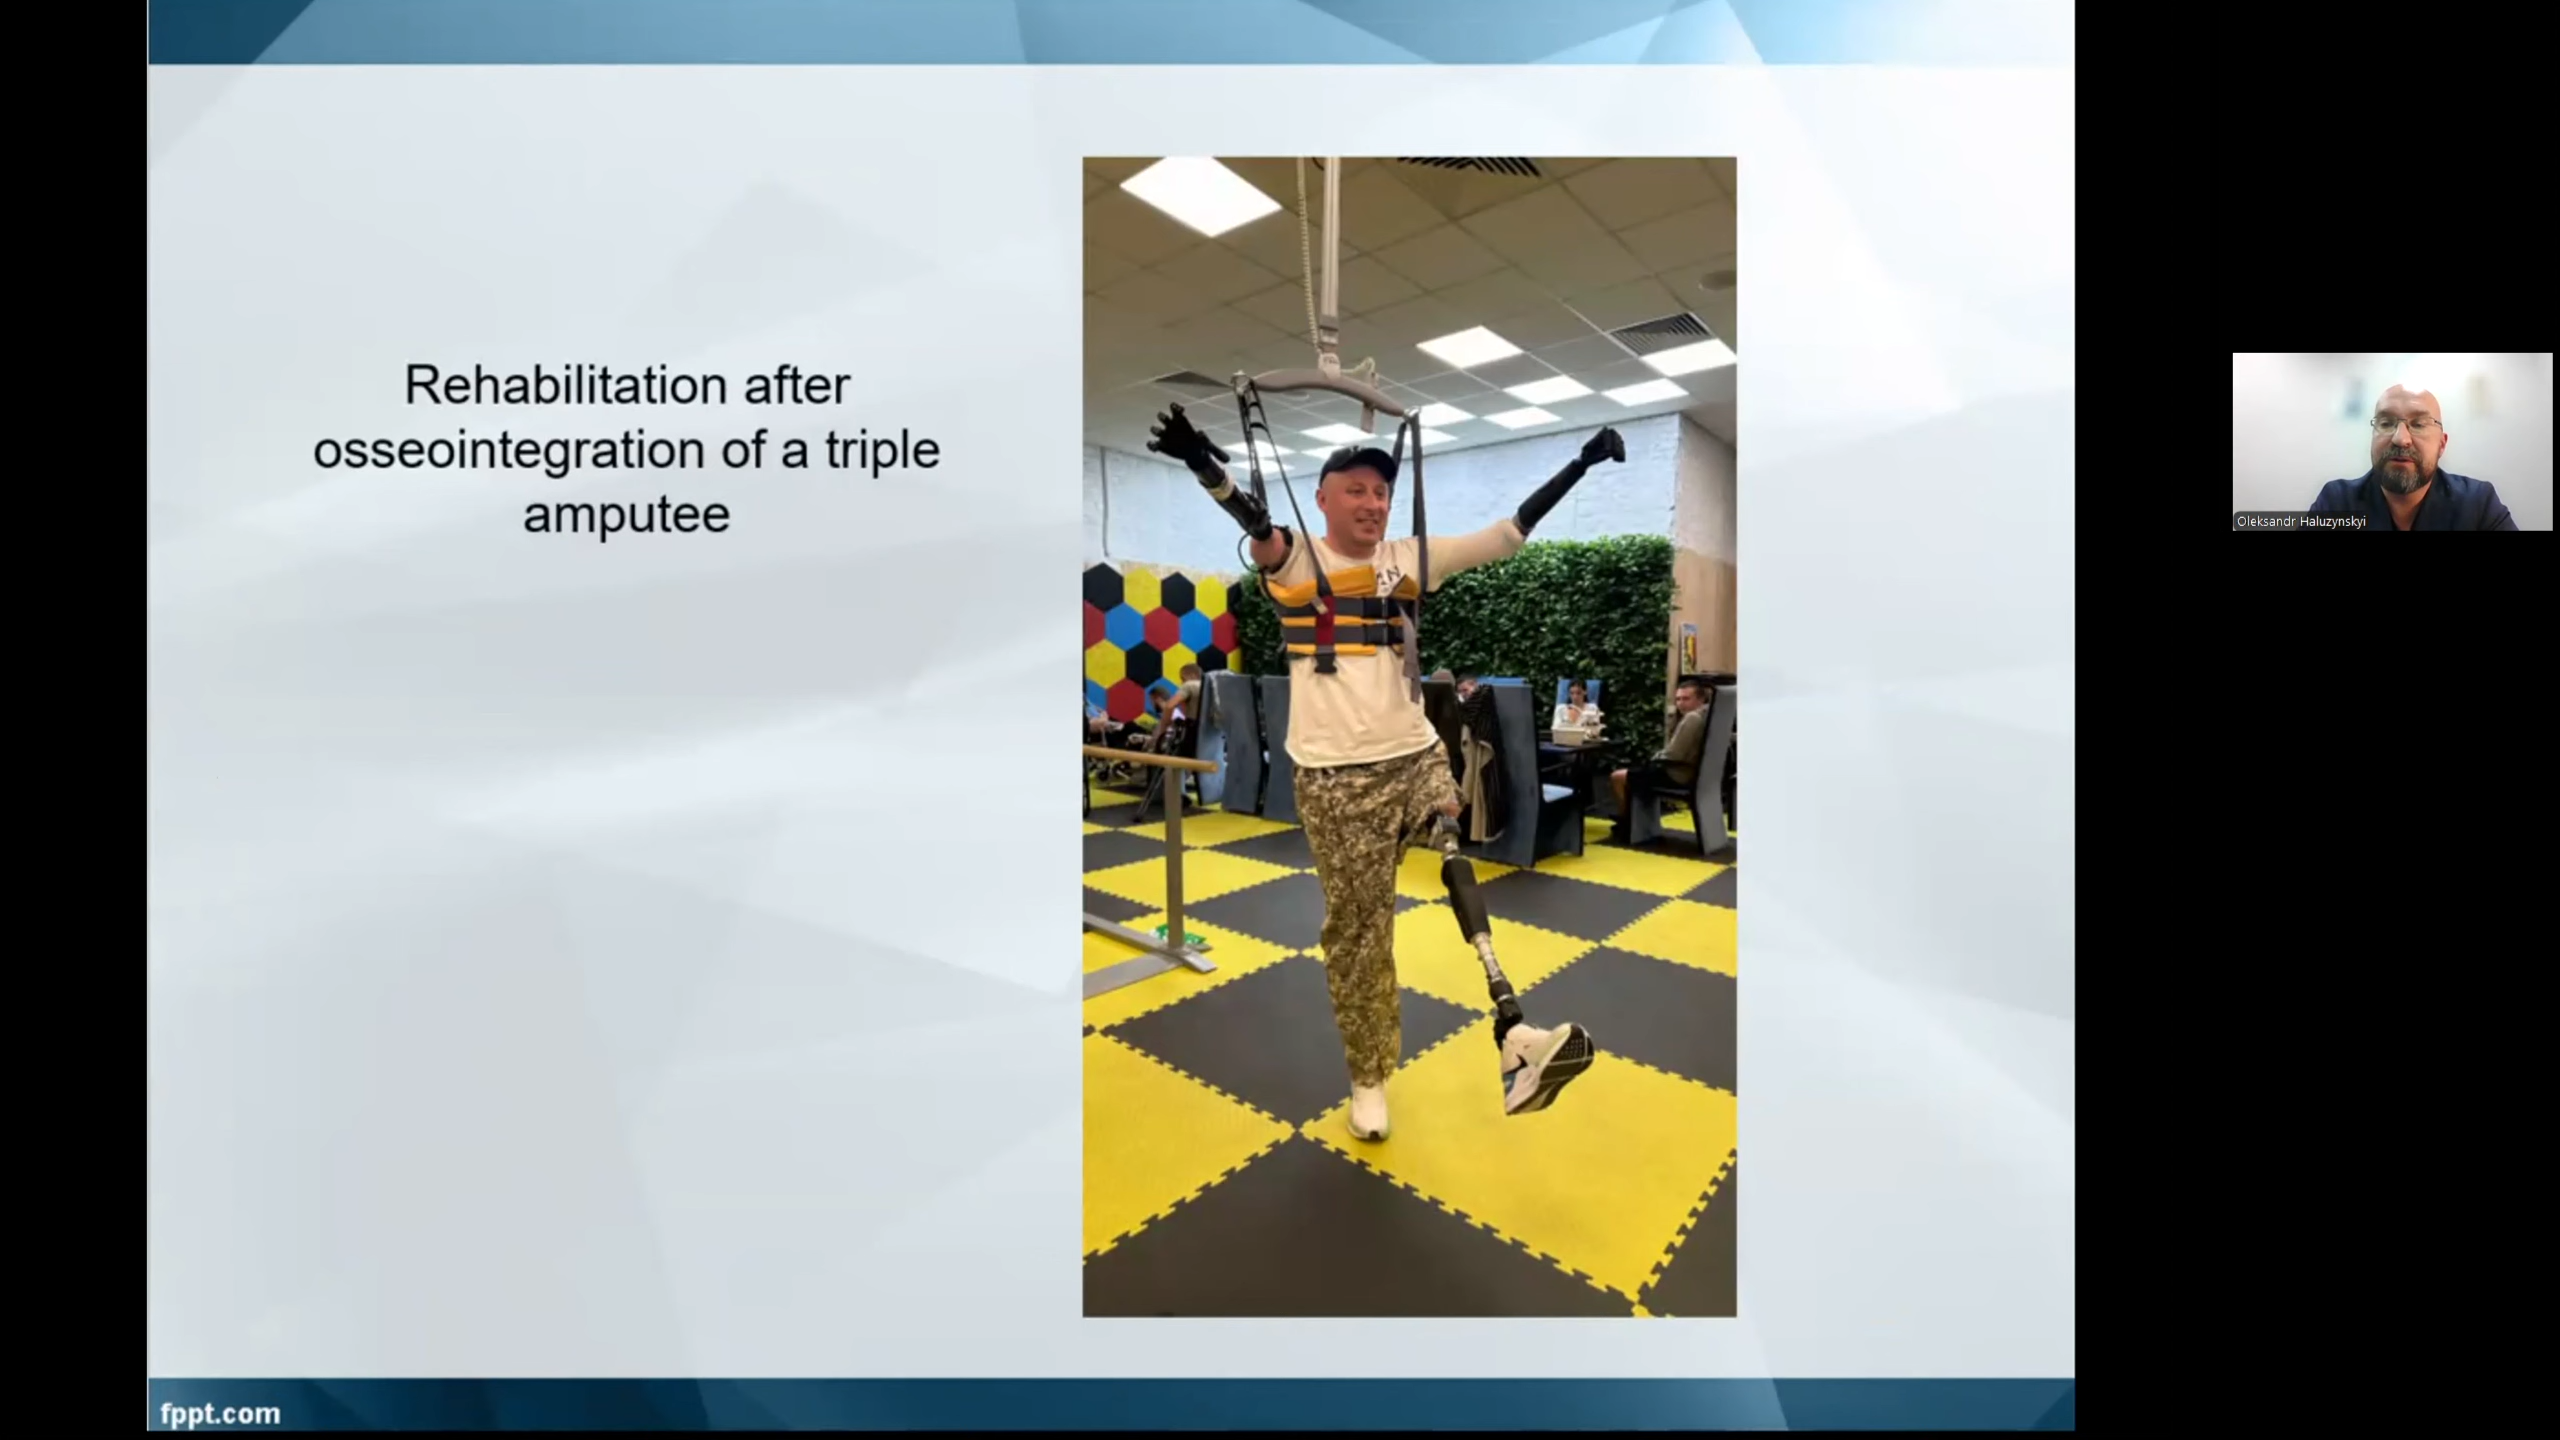 Rehabilitation after
osseointegration of a triple
amputee
Oleksandr Haluzynskyi
fppt.com